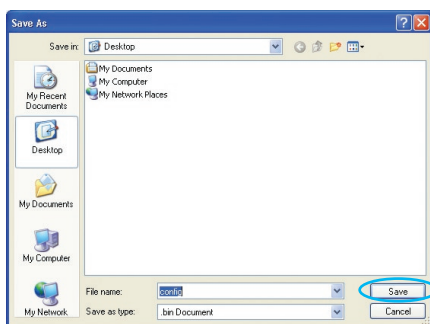 Save As
Save in:
Desktop
My Documents
My Computer
My Network Places
My Recent
Documents
Desktop
My Documents
My Computer
My Network
File name:
config
Save
Save as type:
.bin Document
Cancel